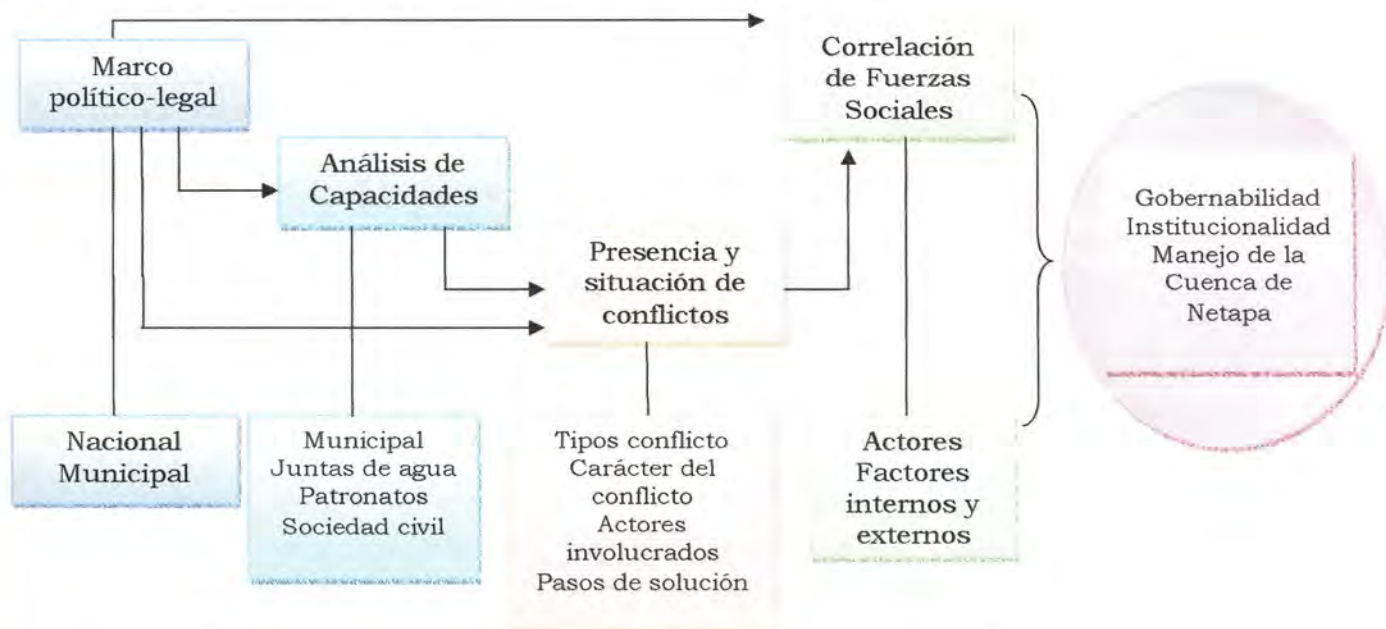 Marco
político-legal
Análisis de
Capacidades
Presencia y
situación de
conflictos
Correlación
de Fuerzas
Sociales
Nacional
Municipal
Municipal
Juntas de agua
Patronatos
Sociedad civil
Tipos conflicto
Carácter del
conflicto
Actores
involucrados
Pasos de solución
Actores
Factores
internos y
externos
Gobernabilidad
Institucionalidad
Manejo de la
Cuenca de
Netapa